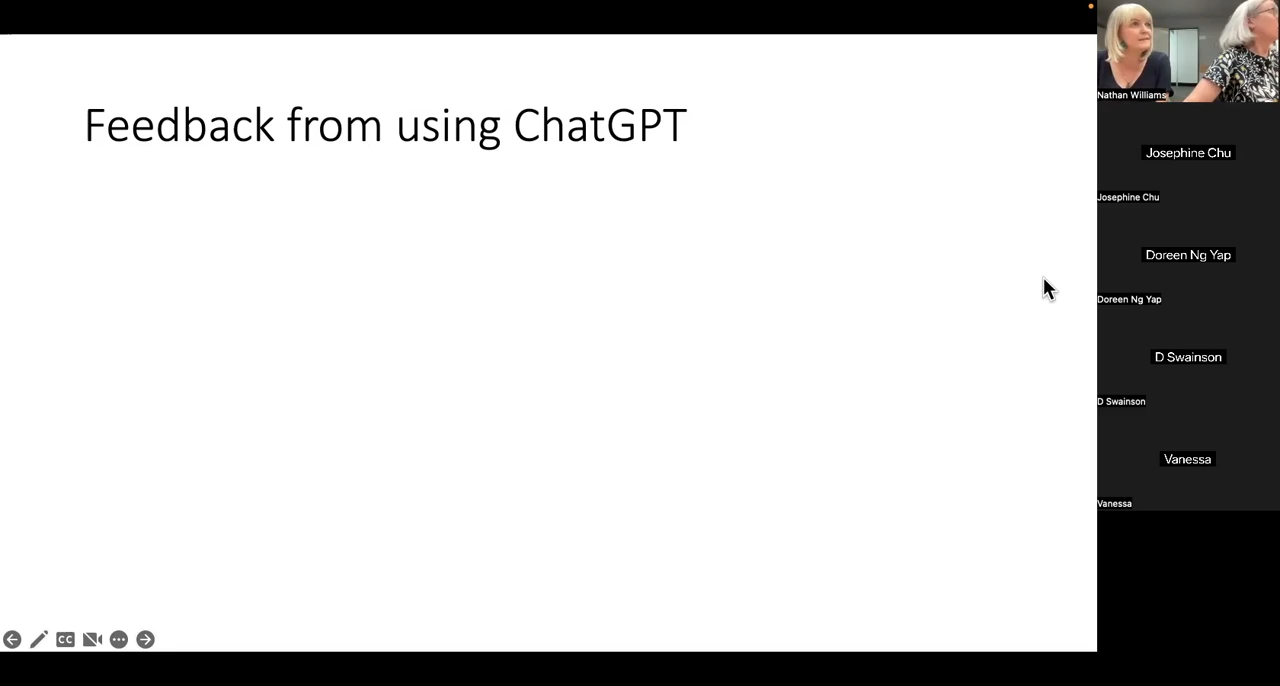 Feedback from using ChatGPT
CC
Nathan Williams
Josephine Chu
Josephine Chu
Doreen Ng Yap
Doreen Ng Yap
D Swainson
D Swainson
Vanessa
Vanessa